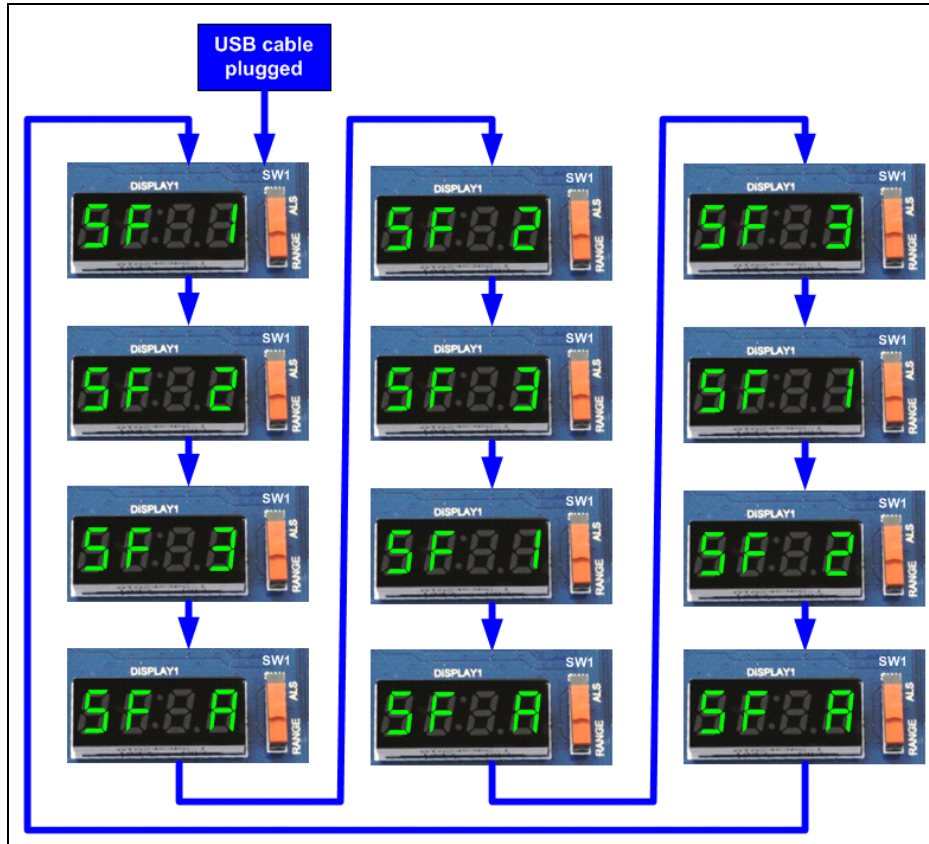 USB cable
plugged
SW1
DISPLAY1
ALS
SF 1
RANGE
SW1
DISPLAY1
ALS
SF 2
RANGE
SW1
DISPLAY1
ALS
SF 3
RANGE
SW1
DISPLAY1
ALS
SF A
RANGE
SW1
DISPLAY1
ALS
SF 2
RANGE
SW1
DISPLAY1
ALS
SF 3
RANGE
SW1
DISPLAY1
ALS
SF 1
RANGE
SW1
DISPLAY1
ALS
SF A
RANGE
SW1
DISPLAY1
ALS
SF 3
RANGE
SW1
DISPLAY1
ALS
SF 1
RANGE
SW1
DISPLAY1
ALS
SF 2
RANGE
SW1
DISPLAY1
ALS
SF A
RANGE